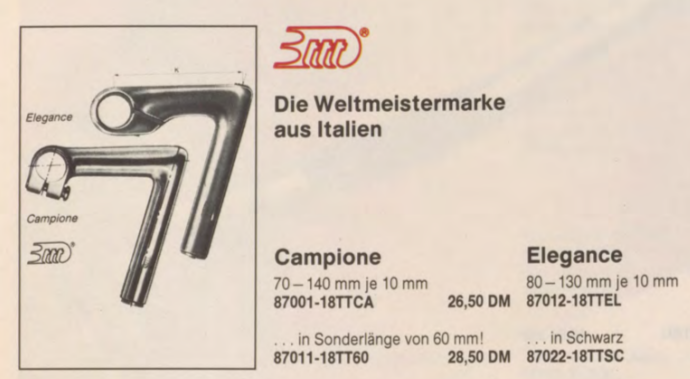 3ttt®
Die Weltmeistermarke
aus Italien
K
Elegance
Campione
3ttt®
Campione
70 – 140 mm je 10 mm
87001-18TTCA 26,50 DM
. . . in Sonderlänge von 60 mm!
87011-18TT60 28,50 DM
Elegance
80 – 130 mm je 10 mm
87012-18TTEL
. . . in Schwarz
87022-18TTSC